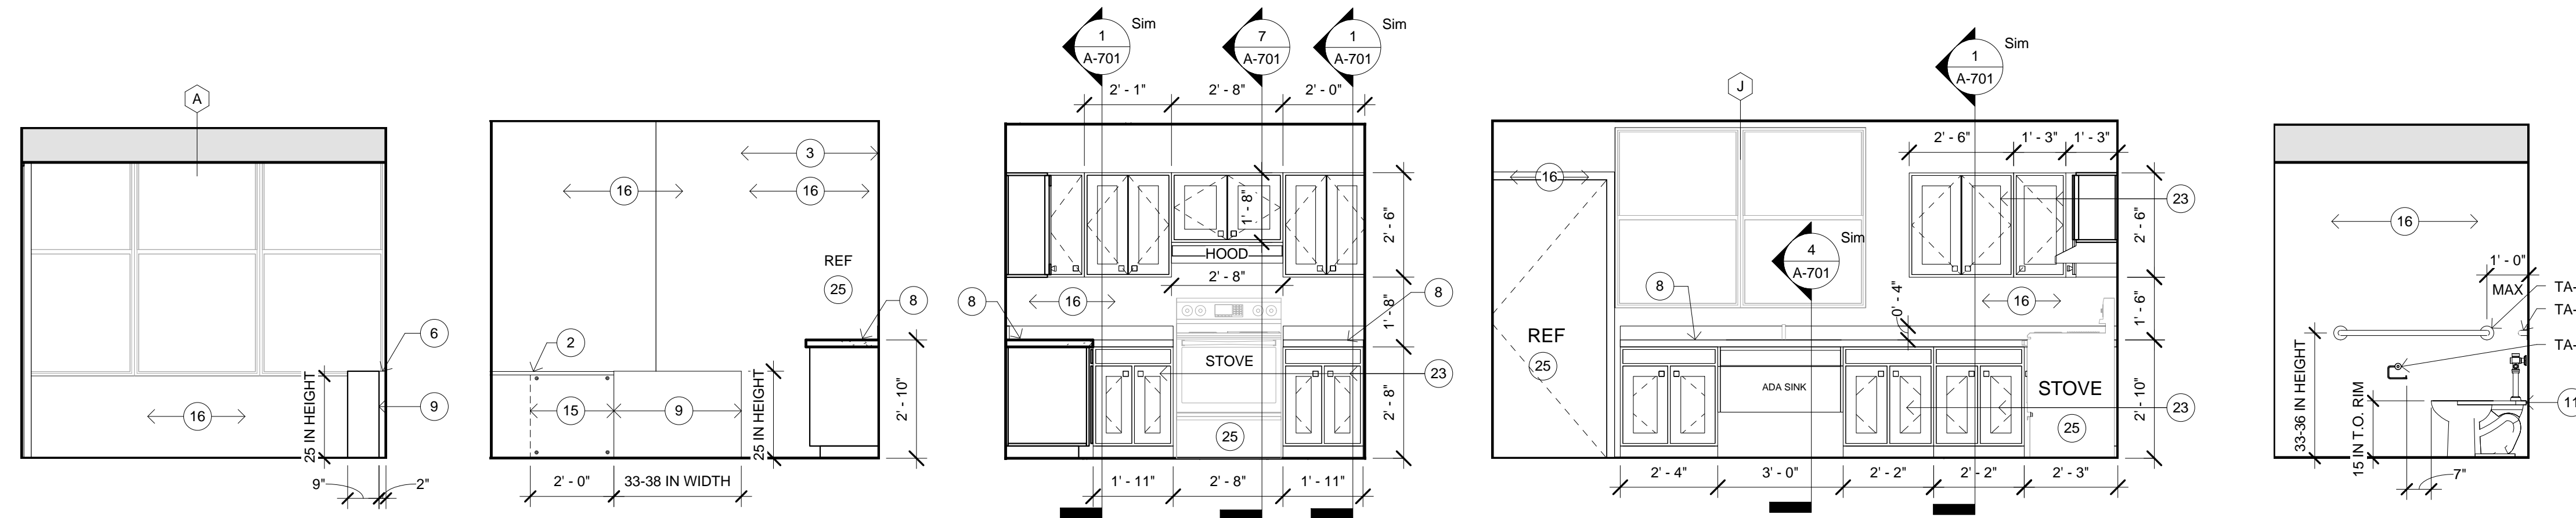 A
16
6
9
25 IN HEIGHT
9"
2"
3
16
16
REF
25
8
2
15
9
25 IN HEIGHT
2' - 10"
2' - 0"
33-38 IN WIDTH
1
A-701
Sim
7
A-701
1
A-701
Sim
2' - 1"
2' - 8"
2' - 0"
1' - 8"
2' - 6"
HOOD
2' - 8"
8
16
8
1' - 8"
STOVE
23
25
2' - 8"
1' - 11"
2' - 8"
1' - 11"
J
1
A-701
Sim
2' - 6"
1' - 3"
1' - 3"
16
23
2' - 6"
4
A-701
Sim
8
16
0' - 4"
1' - 6"
REF
25
ADA SINK
STOVE
25
23
2' - 10"
2' - 4"
3' - 0"
2' - 2"
2' - 2"
2' - 3"
16
1' - 0"
MAX
TA-
TA-
TA-
33-36 IN HEIGHT
15 IN T.O. RIM
11
7"